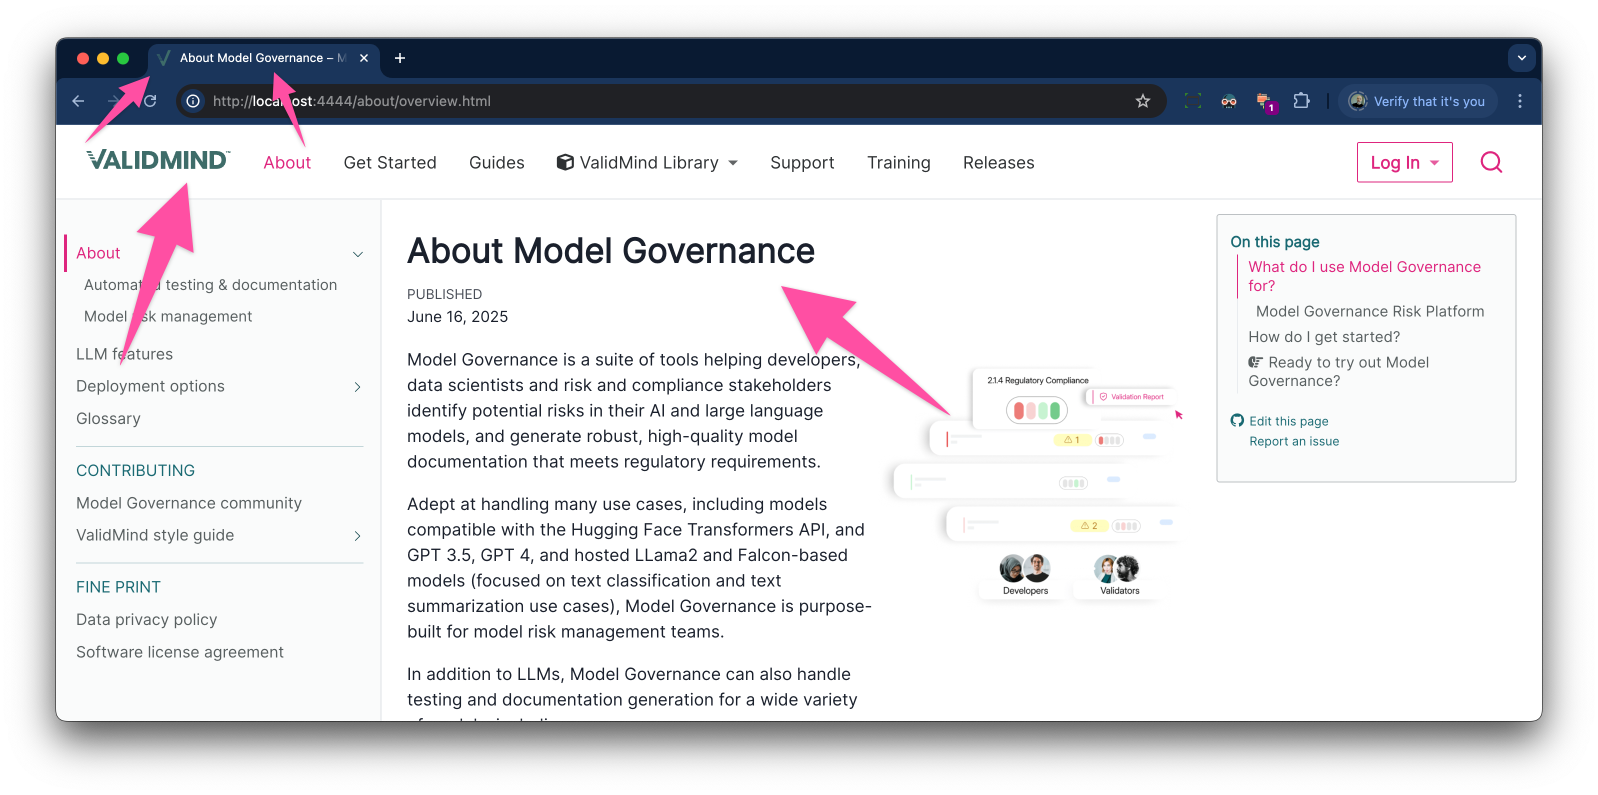 About Model Governance – M
http://localhost:4444/about/overview.html
1
Verify that it's you
VALIDMIND™
About
Get Started
Guides
ValidMind Library
Support
Training
Releases
Log In
About
Automated testing & documentation
Model risk management
LLM features
Deployment options
Glossary
CONTRIBUTING
Model Governance community
ValidMind style guide
FINE PRINT
Data privacy policy
Software license agreement
About Model Governance
PUBLISHED
June 16, 2025
Model Governance is a suite of tools helping developers,
data scientists and risk and compliance stakeholders
identify potential risks in their AI and large language
models, and generate robust, high-quality model
documentation that meets regulatory requirements.
Adept at handling many use cases, including models
compatible with the Hugging Face Transformers API, and
GPT 3.5, GPT 4, and hosted LLama2 and Falcon-based
models (focused on text classification and text
summarization use cases), Model Governance is purpose-
built for model risk management teams.
In addition to LLMs, Model Governance can also handle
testing and documentation generation for a wide variety
2.1.4 Regulatory Compliance
Validation Report
1
2
Developers
Validators
On this page
What do I use Model Governance
for?
Model Governance Risk Platform
How do I get started?
Ready to try out Model
Governance?
Edit this page
Report an issue